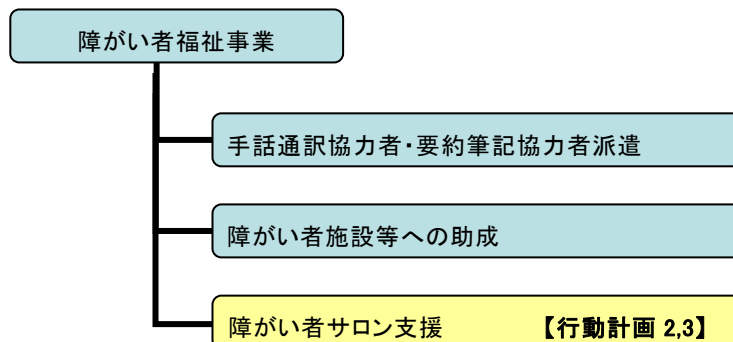 障がい者福祉事業
手話通訳協力者・要約筆記協力者派遣
障がい者施設等への助成
障がい者サロン支援　【行動計画 2,3】